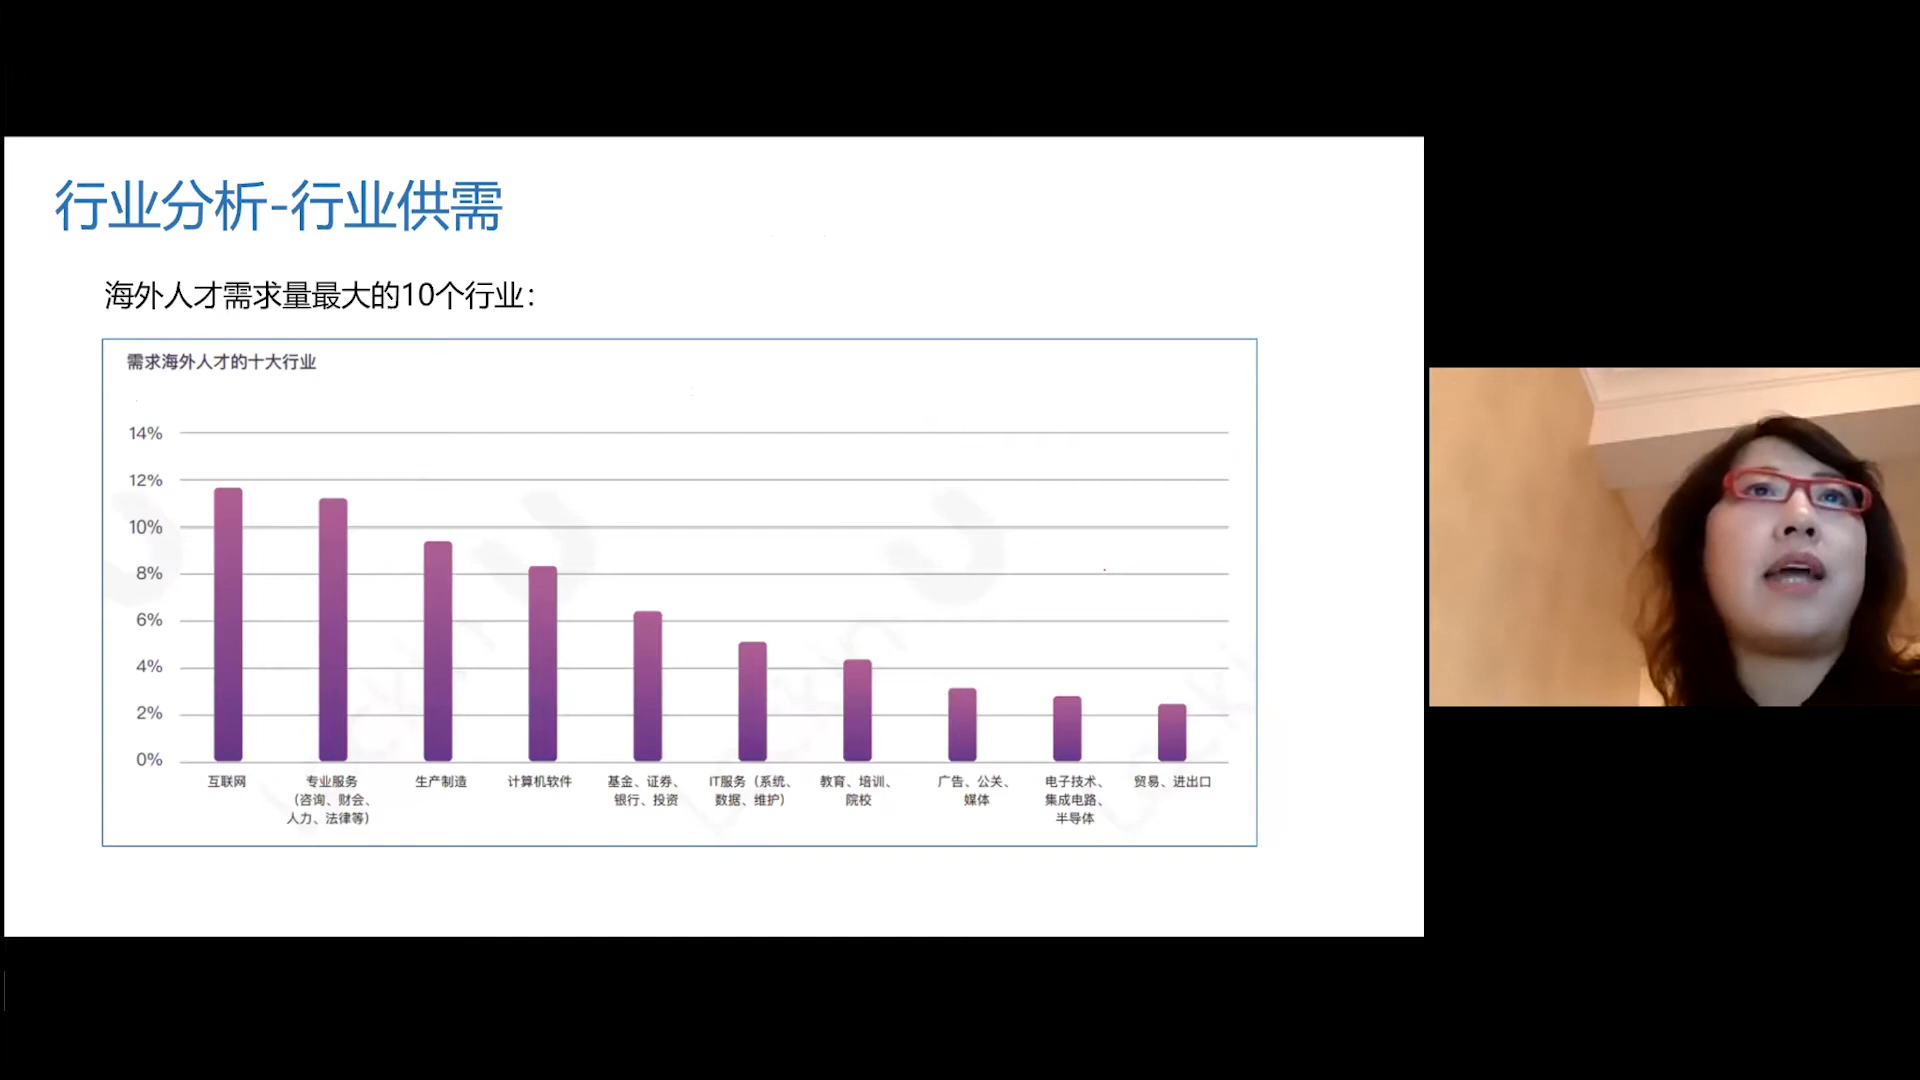 行业分析-行业供需
海外人才需求量最大的10个行业：
需求海外人才的十大行业
14%
12%
10%
8%
6%
4%
2%
0%
互联网
专业服务
（咨询、财会、
人力、法律等）
生产制造
计算机软件
基金、证券、
银行、投资
IT服务（系统、
数据、维护）
教育、培训、
院校
广告、公关、
媒体
电子技术、
集成电路、
半导体
贸易、进出口